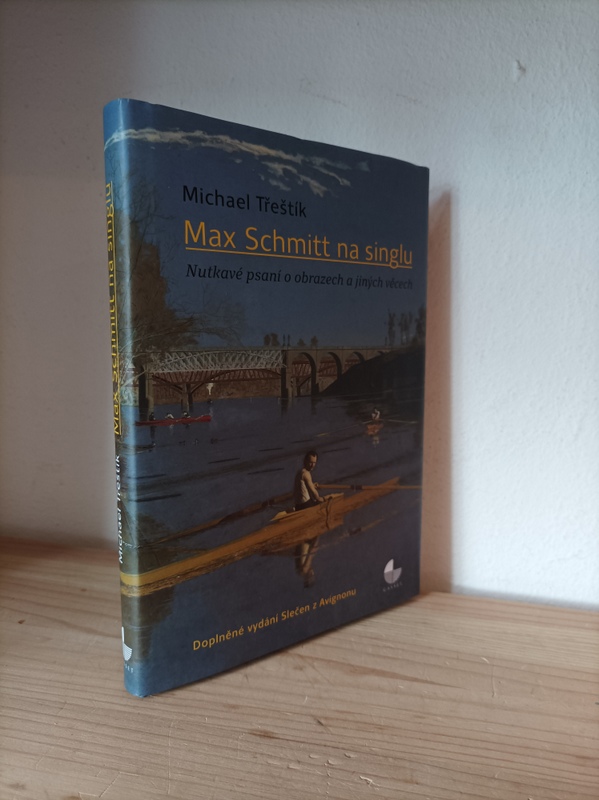 Michael Třeštík
Max Schmitt na singlu
Nutkavé psaní o obrazech a jiných věcech
Doplněné vydání Slečen z Avignonu
Max Schmitt na singlu
Michael Třeštík